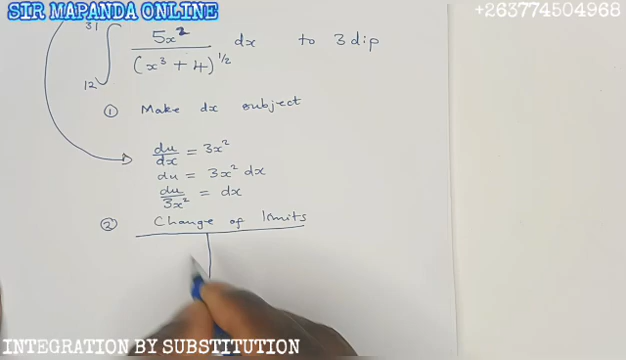 SIR MAPANDA ONLINE
+263774504968
31
∫ 5x² / (x³ + 4)^1/2 dx to 3 dip
12
① Make dx subject
du/dx = 3x²
du = 3x² dx
du/3x² = dx
② Change of limits
INTEGRATION BY SUBSTITUTION